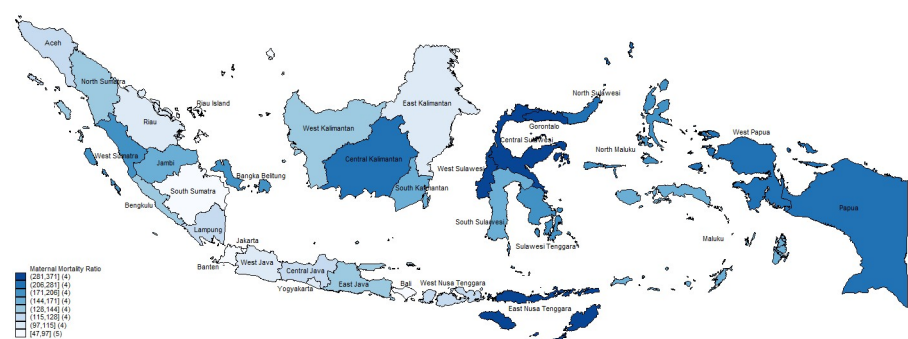 Aceh
North Sumatra
Riau Island
Riau
West Sumatra
Jambi
Bangka Belitung
South Sumatra
Bengkulu
Lampung
Jakarta
Banten
West Java
Central Java
Yogyakarta
East Java
Bali
West Nusa Tenggara
East Nusa Tenggara
West Kalimantan
East Kalimantan
Central Kalimantan
South Kalimantan
North Sulawesi
Gorontalo
Central Sulawesi
West Sulawesi
South Sulawesi
Sulawesi Tenggara
North Maluku
Maluku
West Papua
Papua
Maternal Mortality Ratio
(281,371] (4)
(206,281] (4)
(171,206] (4)
(144,171] (4)
(128,144] (4)
(115,128] (4)
(97,115] (4)
[47,97] (5)